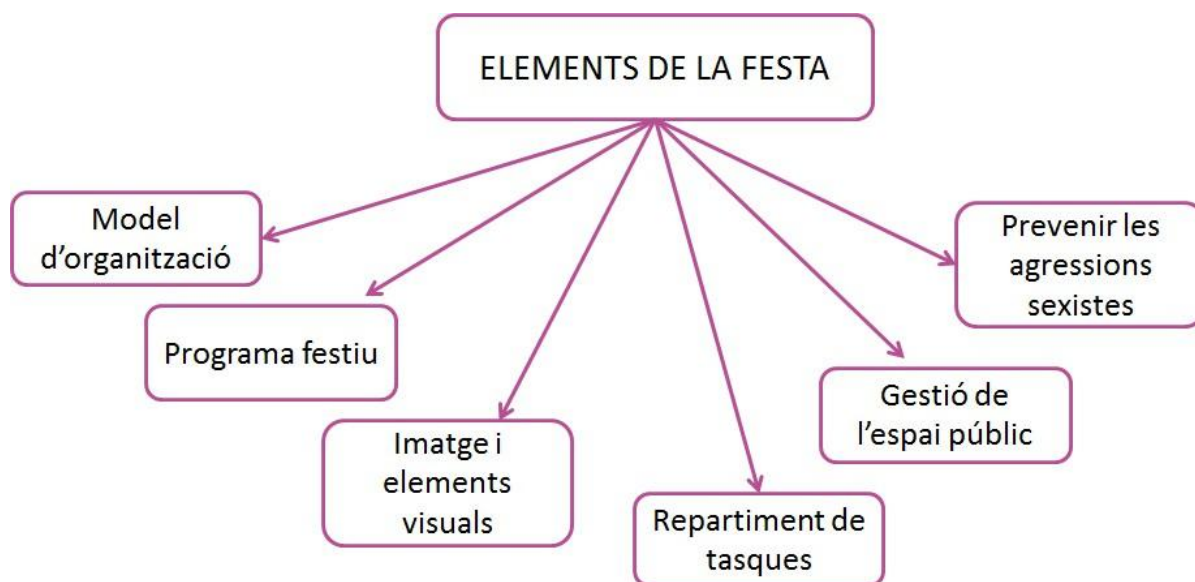 ELEMENTS DE LA FESTA
Model
d’organització
Programa festiu
Imatge i
elements
visuals
Repartiment de
tasques
Gestió de
l’espai públic
Prevenir les
agressions
sexistes